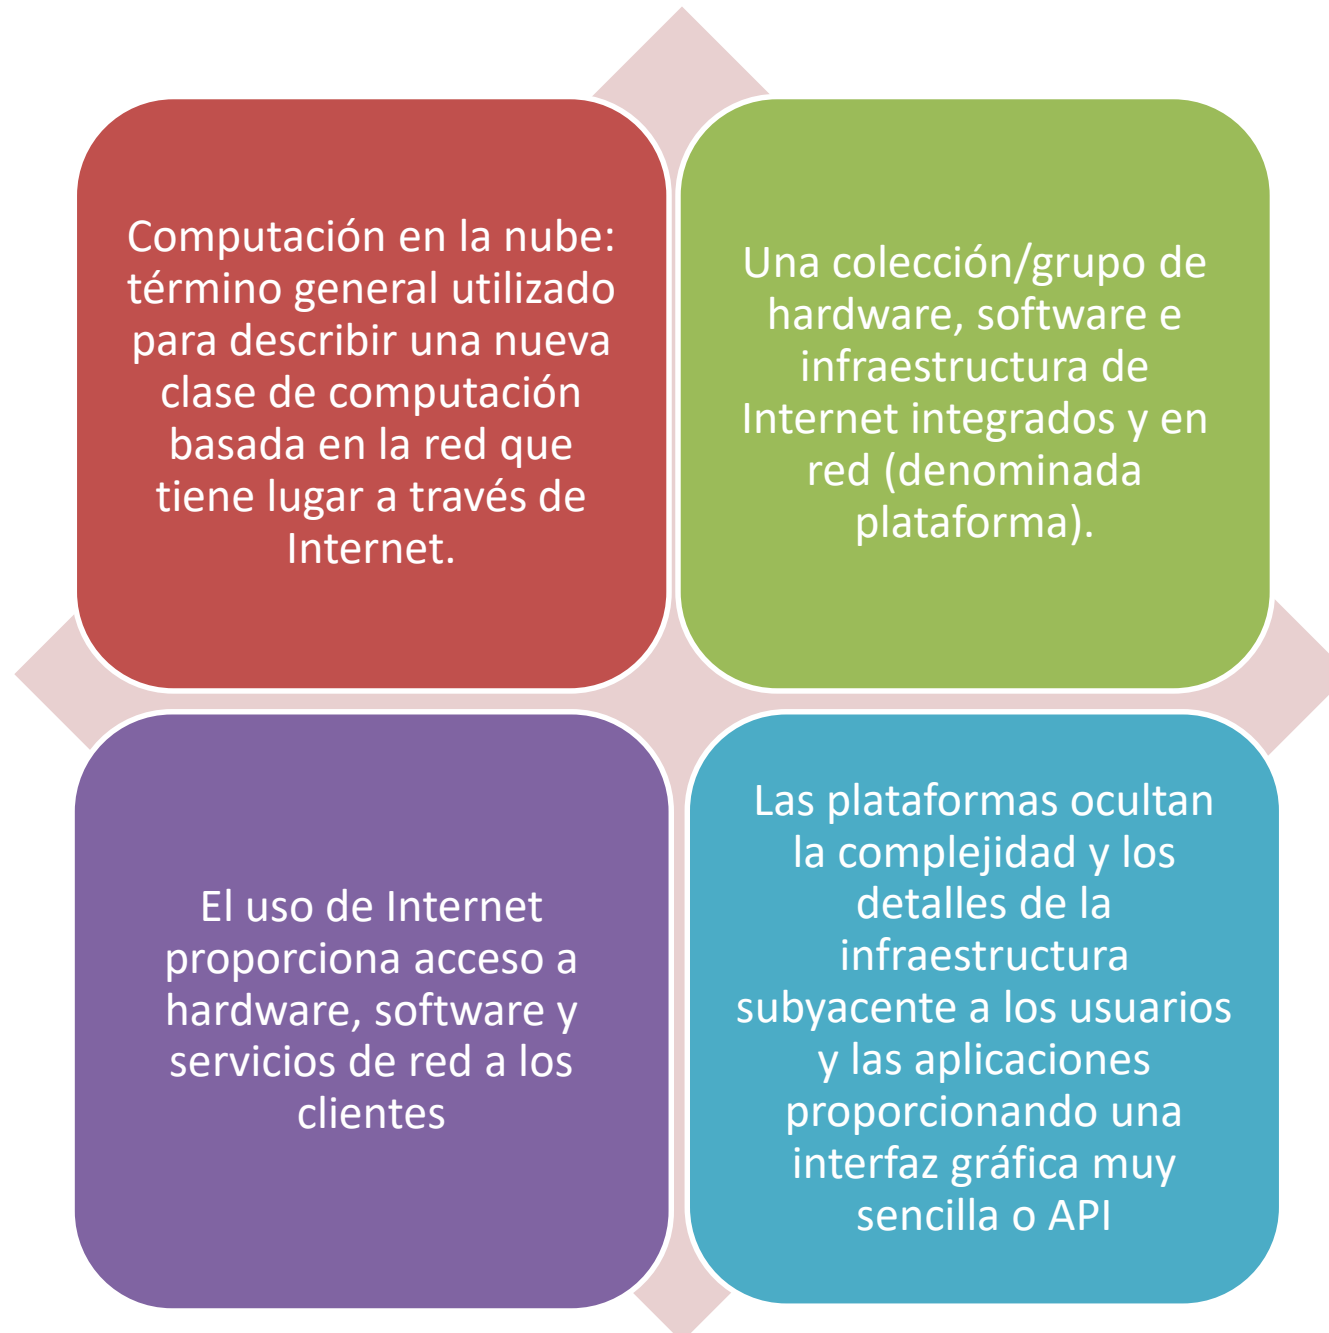 Computación en la nube:
término general utilizado
para describir una nueva
clase de computación
basada en la red que
tiene lugar a través de
Internet.
Una colección/grupo de
hardware, software e
infraestructura de
Internet integrados y en
red (denominada
plataforma).
El uso de Internet
proporciona acceso a
hardware, software y
servicios de red a los
clientes
Las plataformas ocultan
la complejidad y los
detalles de la
infraestructura
subyacente a los usuarios
y las aplicaciones
proporcionando una
interfaz gráfica muy
sencilla o API